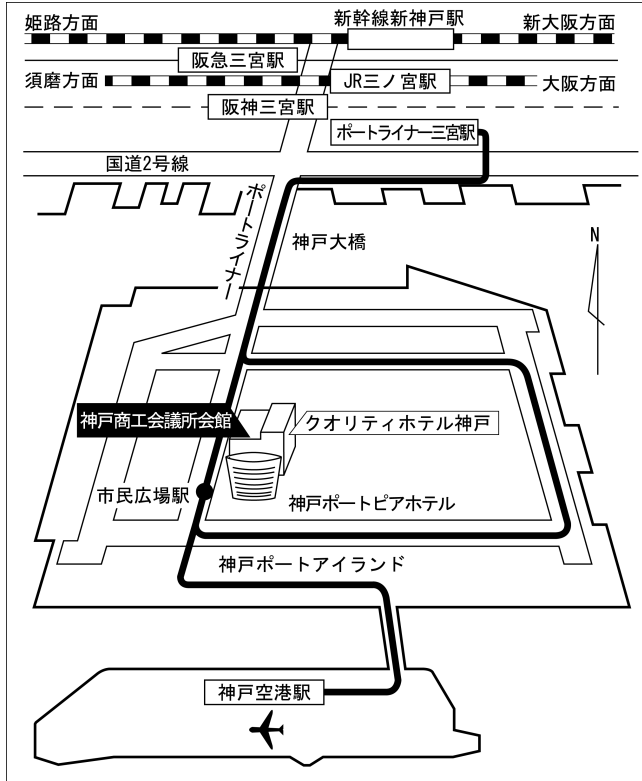 姫路方面
新幹線新神戸駅
新大阪方面
阪急三宮駅
須磨方面
JR三ノ宮駅
大阪方面
阪神三宮駅
ポートライナー三宮駅
国道2号線
ポートライナー
神戸大橋
N
神戸商工会議所会館
クオリティホテル神戸
市民広場駅
神戸ポートピアホテル
神戸ポートアイランド
神戸空港駅